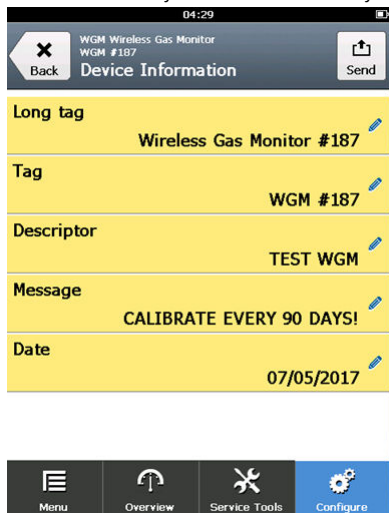 04:29
WGM Wireless Gas Monitor
WGM #187
Device Information
Back
Send
Long tag
Wireless Gas Monitor #187
Tag
WGM #187
Descriptor
TEST WGM
Message
CALIBRATE EVERY 90 DAYS!
Date
07/05/2017
Menu
Overview
Service Tools
Configure